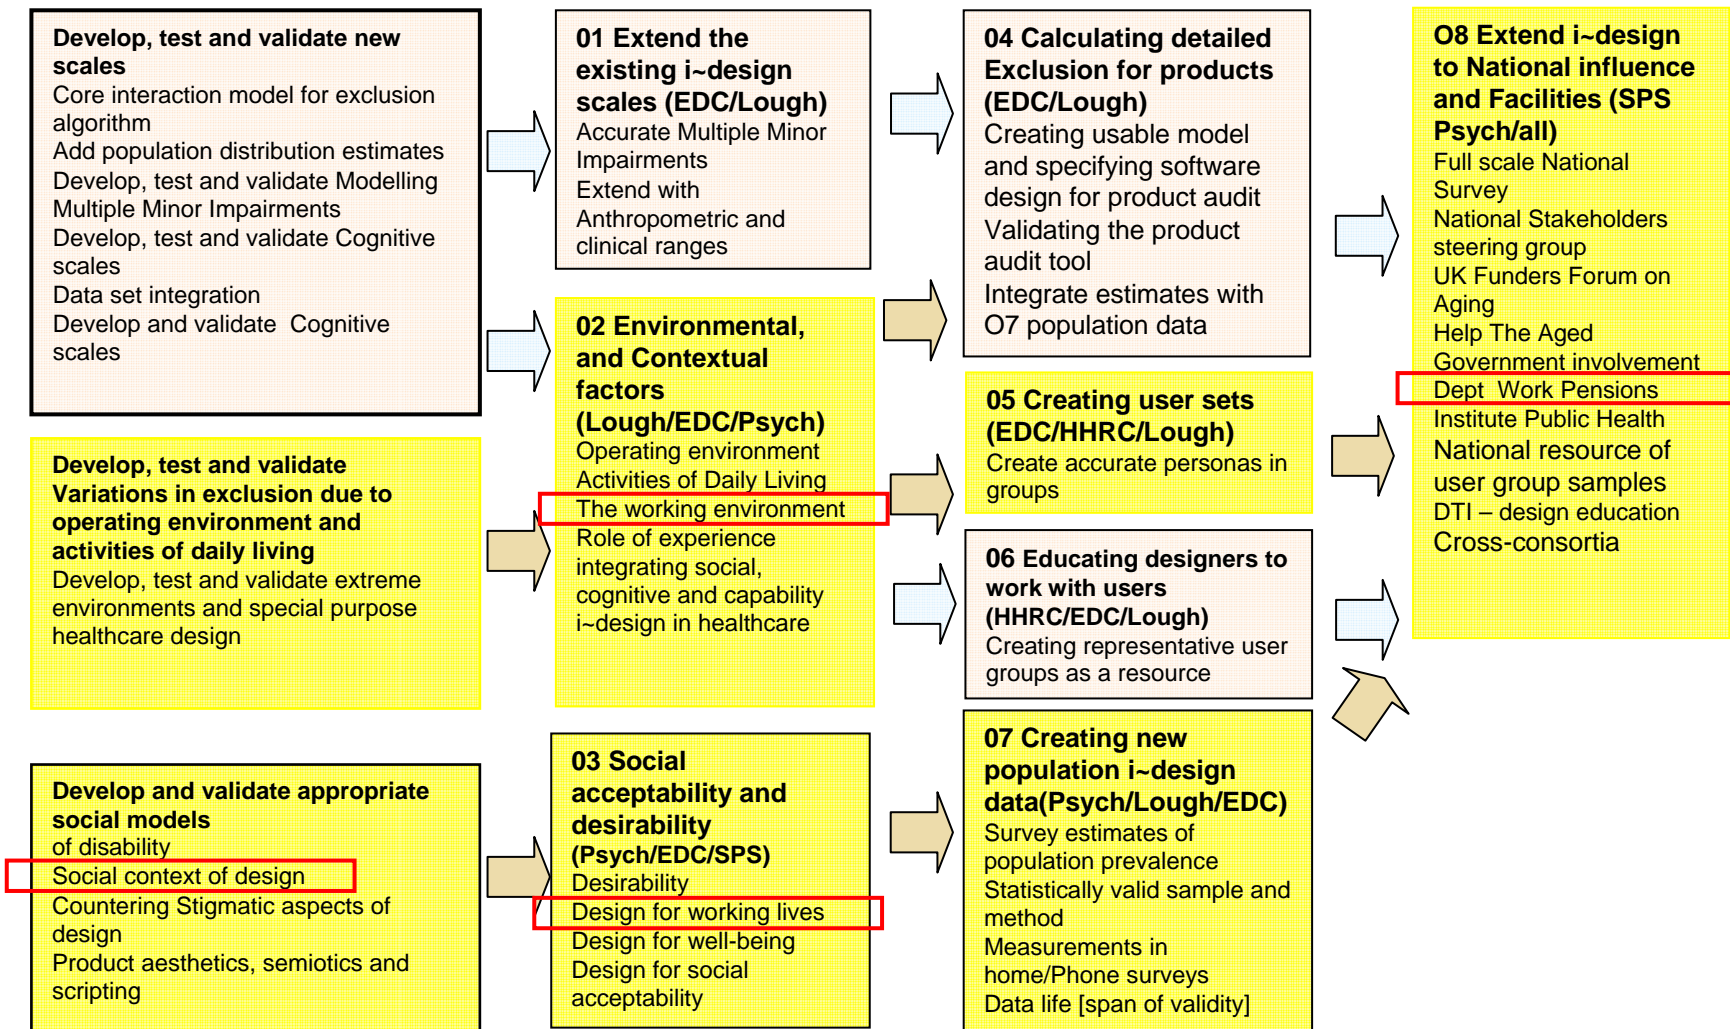 Develop, test and validate new
scales
Core interaction model for exclusion
algorithm
Add population distribution estimates
Develop, test and validate Modelling
Multiple Minor Impairments
Develop, test and validate Cognitive
scales
Data set integration
Develop and validate Cognitive
scales
Develop, test and validate
Variations in exclusion due to
operating environment and
activities of daily living
Develop, test and validate extreme
environments and special purpose
healthcare design
Develop and validate appropriate
social models
of disability
Social context of design
Countering Stigmatic aspects of
design
Product aesthetics, semiotics and
scripting
01 Extend the
existing i~design
scales (EDC/Lough)
Accurate Multiple Minor
Impairments
Extend with
Anthropometric and
clinical ranges
02 Environmental,
and Contextual
factors
(Lough/EDC/Psych)
Operating environment
Activities of Daily Living
The working environment
Role of experience
integrating social,
cognitive and capability
i~design in healthcare
03 Social
acceptability and
desirability
(Psych/EDC/SPS)
Desirability
Design for working lives
Design for well-being
Design for social
acceptability
04 Calculating detailed
Exclusion for products
(EDC/Lough)
Creating usable model
and specifying software
design for product audit
Validating the product
audit tool
Integrate estimates with
O7 population data
05 Creating user sets
(EDC/HHRC/Lough)
Create accurate personas in
groups
06 Educating designers to
work with users
(HHRC/EDC/Lough)
Creating representative user
groups as a resource
07 Creating new
population i~design
data(Psych/Lough/EDC)
Survey estimates of
population prevalence
Statistically valid sample and
method
Measurements in
home/Phone surveys
Data life [span of validity]
O8 Extend i~design
to National influence
and Facilities (SPS
Psych/all)
Full scale National
Survey
National Stakeholders
steering group
UK Funders Forum on
Aging
Help The Aged
Government involvement
Dept Work Pensions
Institute Public Health
National resource of
user group samples
DTI – design education
Cross-consortia